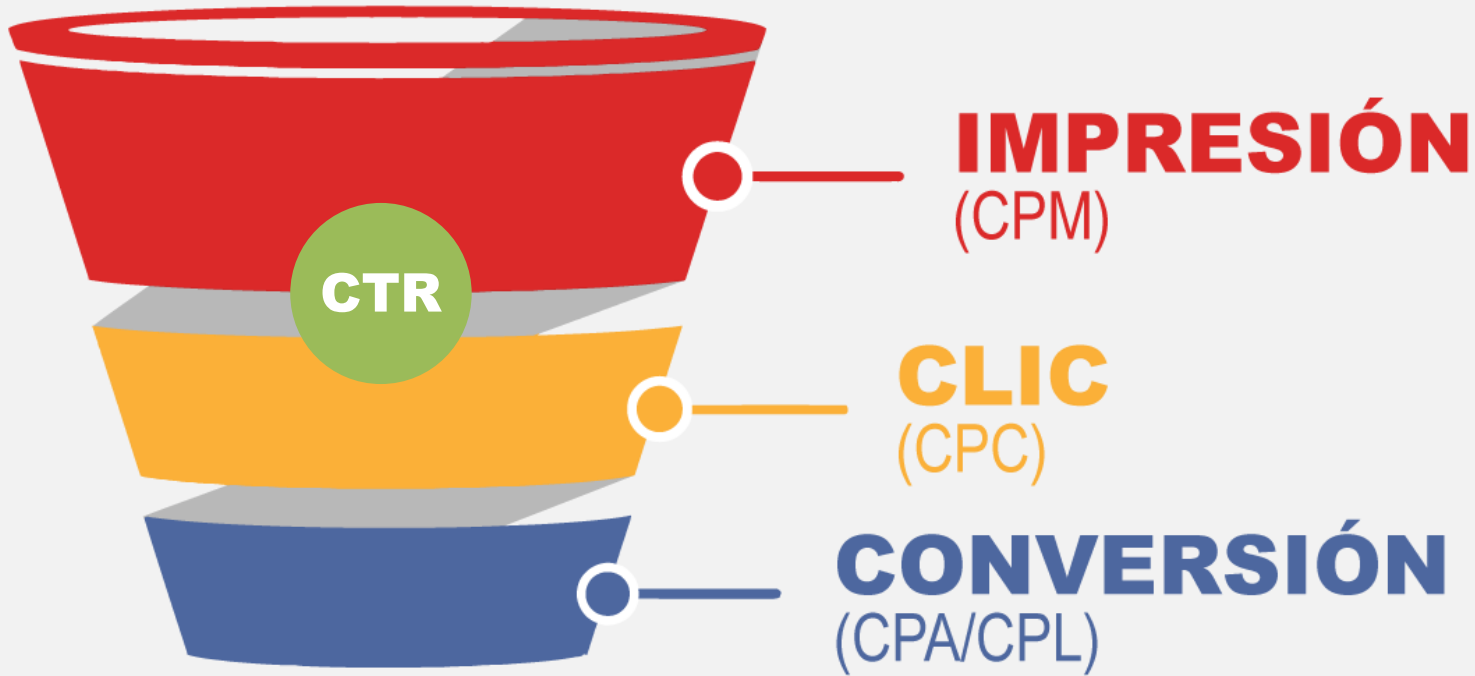 IMPRESIÓN
(CPM)
CTR
CLIC
(CPC)
CONVERSIÓN
(CPA/CPL)